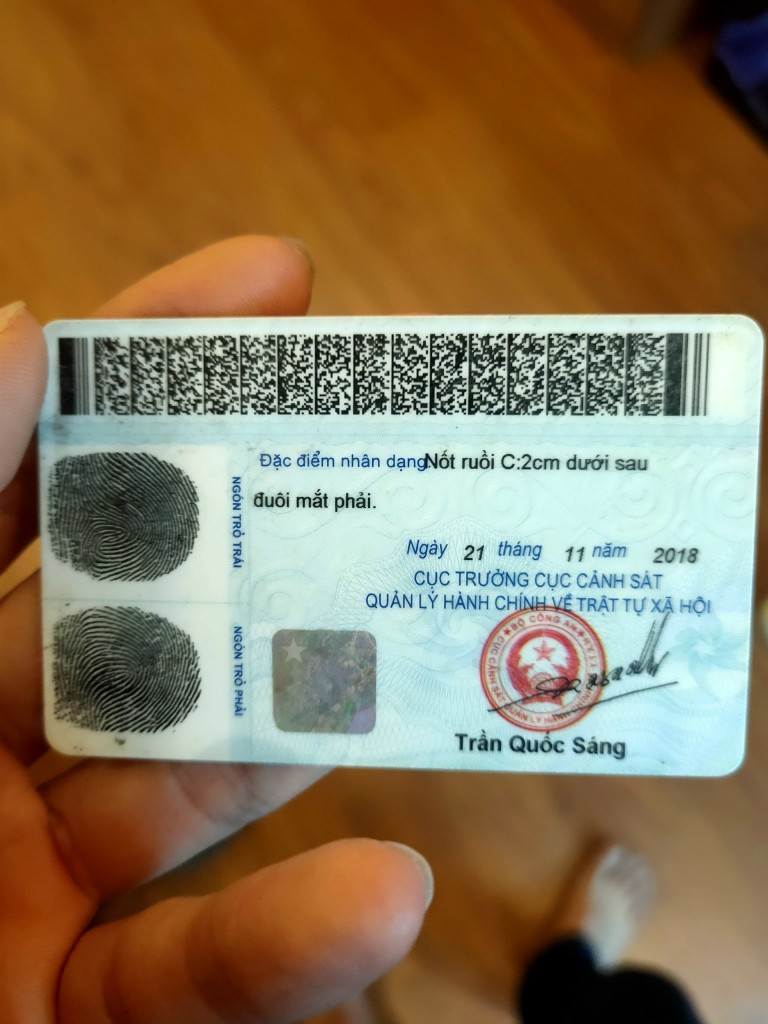 Đặc điểm nhân dạng: Nốt ruồi C:2cm dưới sau
đuôi mắt phải.
NGÓN TRỎ TRÁI
NGÓN TRỎ PHẢI
Ngày 21 tháng 11 năm 2018
CỤC TRƯỞNG CỤC CẢNH SÁT
QUẢN LÝ HÀNH CHÍNH VỀ TRẬT TỰ XÃ HỘI
BỘ CÔNG AN
Trần Quốc Sáng